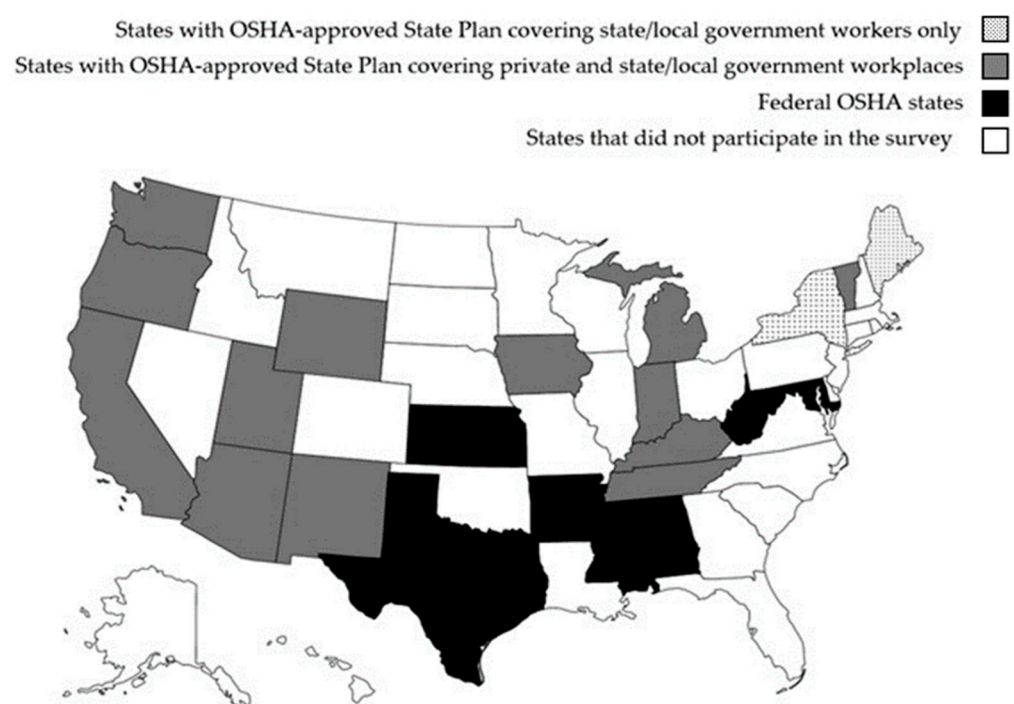 States with OSHA-approved State Plan covering state/local government workers only
States with OSHA-approved State Plan covering private and state/local government workplaces
Federal OSHA states
States that did not participate in the survey